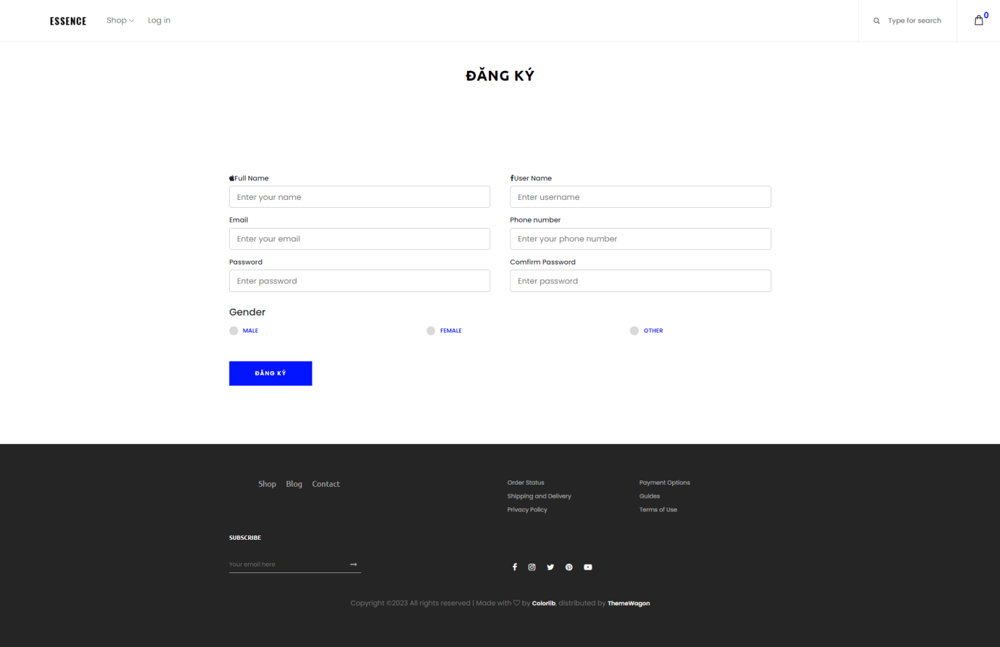 ESSENCE Shop Log in Type for search 0
ĐĂNG KÝ
Full Name
Enter your name
User Name
Enter username
Email
Enter your email
Phone number
Enter your phone number
Password
Enter password
Comfirm Password
Enter password
Gender
MALE FEMALE OTHER
ĐĂNG KÝ
Shop Blog Contact
Order Status
Shipping and Delivery
Privacy Policy
Payment Options
Guides
Terms of Use
SUBSCRIBE
Your email here
Copyright ©2023 All rights reserved | Made with ♡ by Colorlib, distributed by ThemeWagon